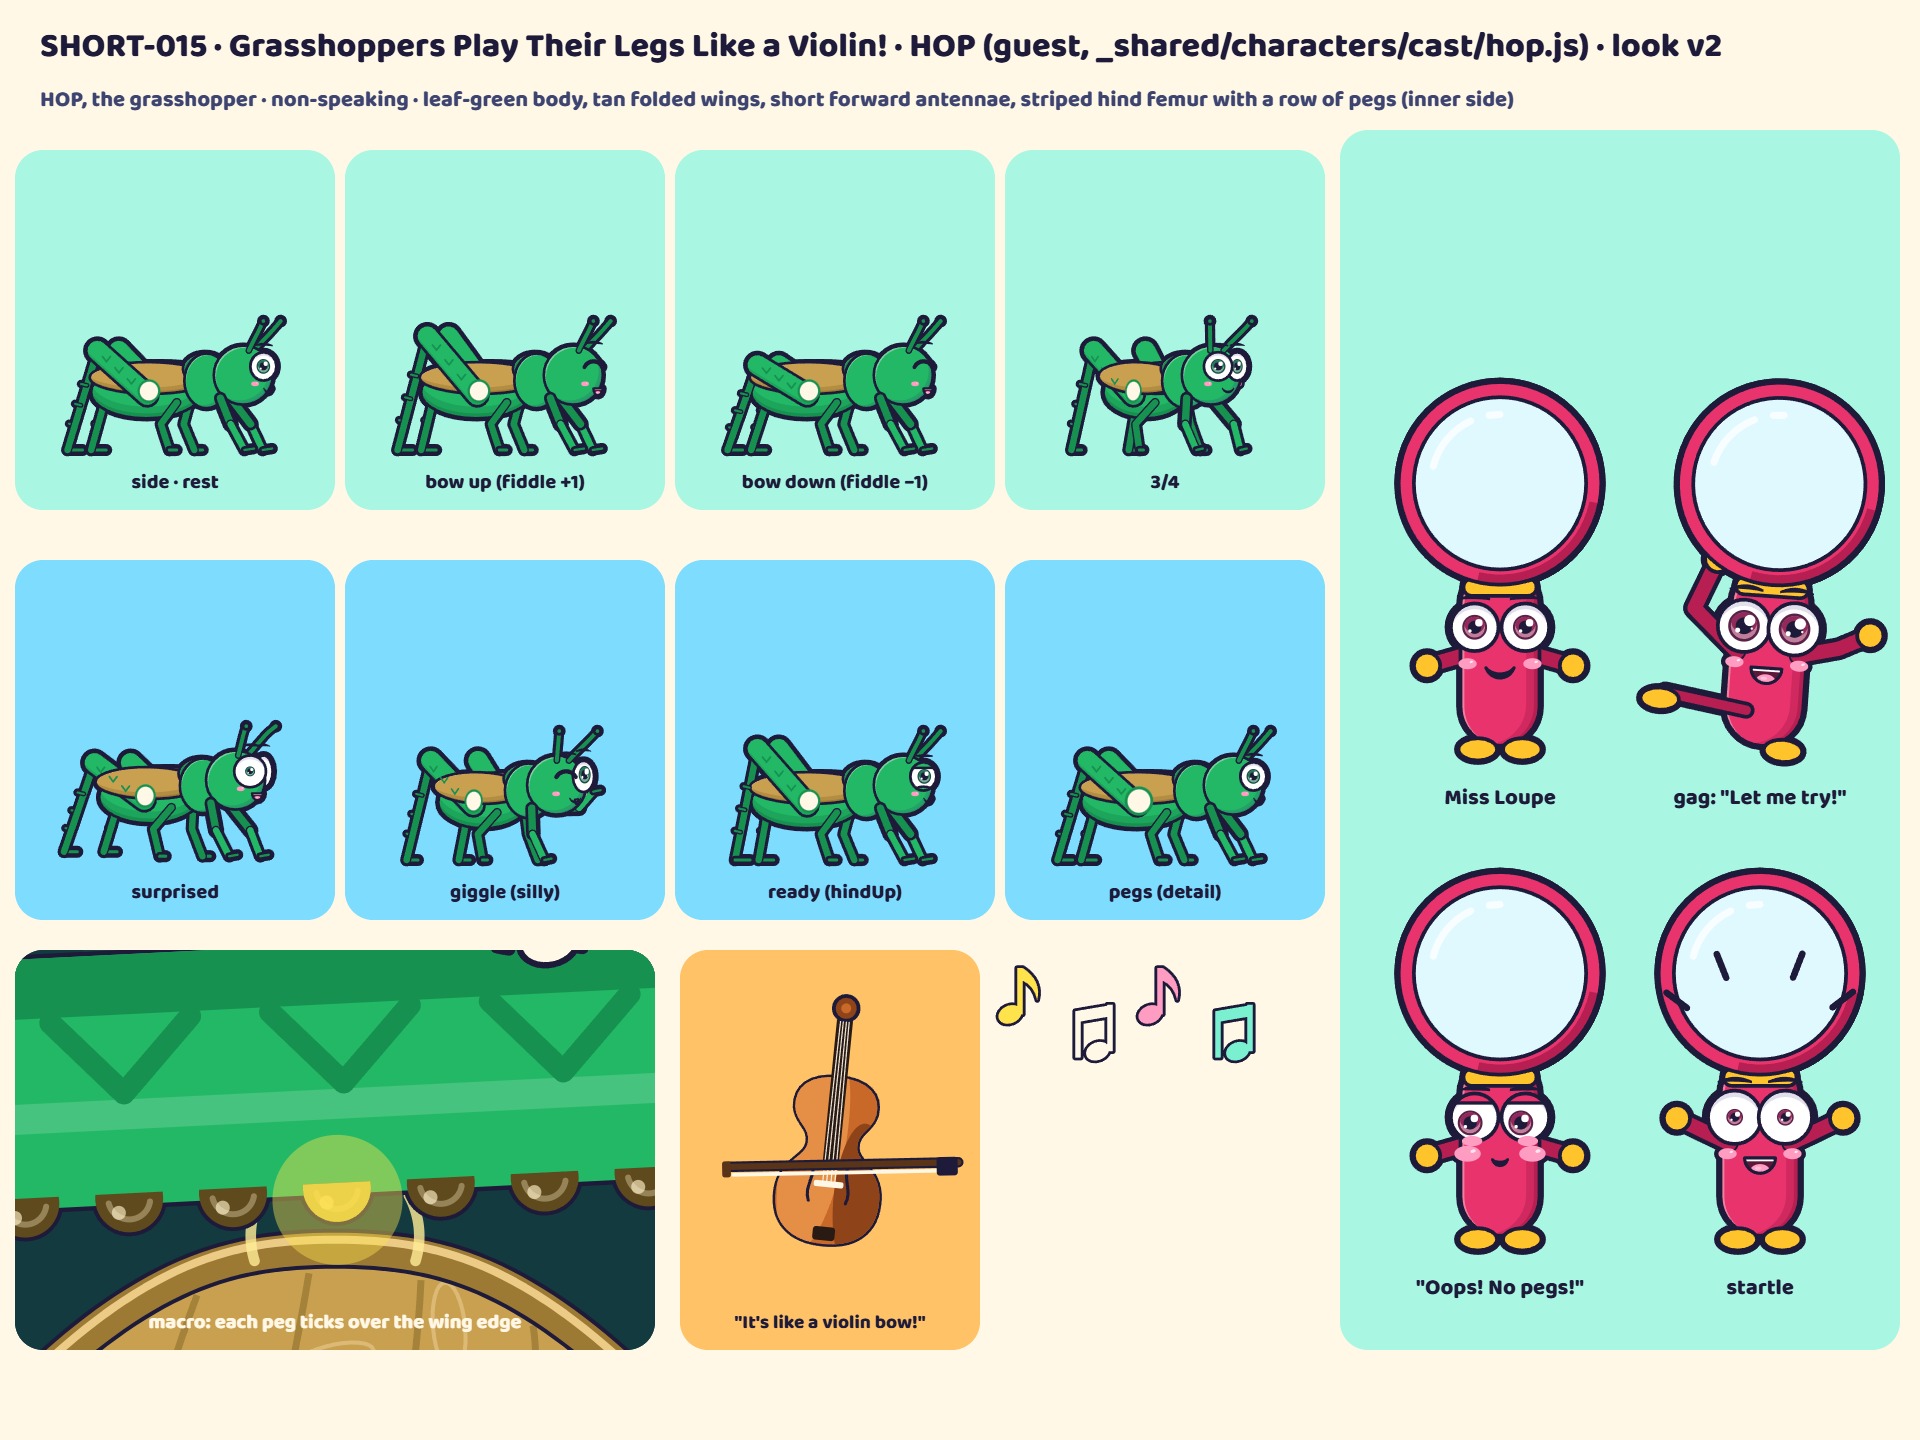 SHORT-015 · Grasshoppers Play Their Legs Like a Violin! · HOP (guest, _shared/characters/cast/hop.js) · look v2
HOP, the grasshopper · non-speaking · leaf-green body, tan folded wings, short forward antennae, striped hind femur with a row of pegs (inner side)
side · rest
bow up (fiddle +1)
bow down (fiddle −1)
3/4
surprised
giggle (silly)
ready (hindUp)
pegs (detail)
Miss Loupe
gag: "Let me try!"
"Oops! No pegs!"
startle
macro: each peg ticks over the wing edge
"It's like a violin bow!"